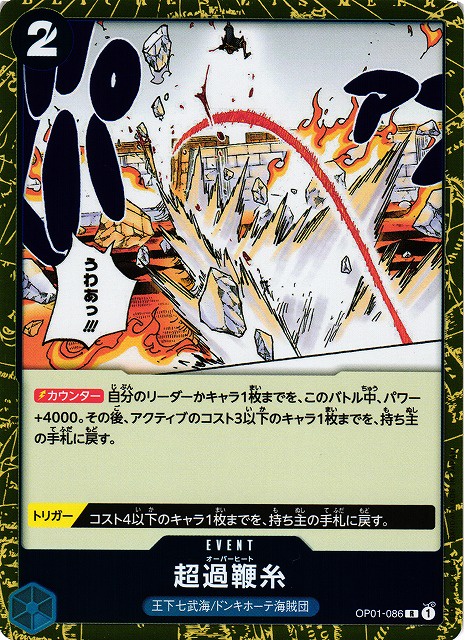 2
うわあっ!!!
カウンター 自分のリーダーかキャラ1枚までを、このバトル中、パワー
+4000。その後、アクティブのコスト3以下のキャラ1枚までを、持ち主
の手札に戻す。
トリガー コスト4以下のキャラ1枚までを、持ち主の手札に戻す。
EVENT
オーバーヒート
超過鞭糸
王下七武海/ドンキホーテ海賊団
OP01-086 R 1